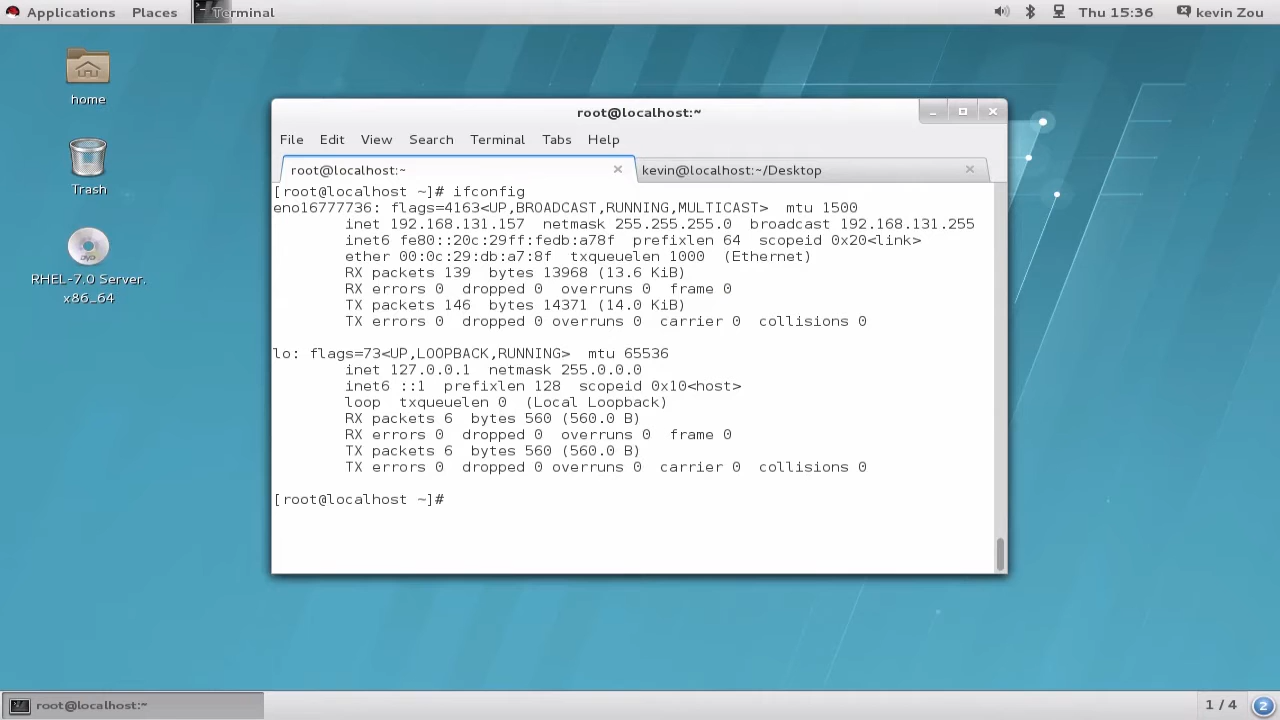 Applications Places Terminal Thu 15:36 kevin Zou
home
Trash
RHEL-7.0 Server.
x86_64
root@localhost:~
File Edit View Search Terminal Tabs Help
root@localhost:~ kevin@localhost:~/Desktop
[root@localhost ~]# ifconfig
eno16777736: flags=4163<UP,BROADCAST,RUNNING,MULTICAST>  mtu 1500
        inet 192.168.131.157  netmask 255.255.255.0  broadcast 192.168.131.255
        inet6 fe80::20c:29ff:fedb:a78f  prefixlen 64  scopeid 0x20<link>
        ether 00:0c:29:db:a7:8f  txqueuelen 1000  (Ethernet)
        RX packets 139  bytes 13968 (13.6 KiB)
        RX errors 0  dropped 0  overruns 0  frame 0
        TX packets 146  bytes 14371 (14.0 KiB)
        TX errors 0  dropped 0 overruns 0  carrier 0  collisions 0
lo: flags=73<UP,LOOPBACK,RUNNING>  mtu 65536
        inet 127.0.0.1  netmask 255.0.0.0
        inet6 ::1  prefixlen 128  scopeid 0x10<host>
        loop  txqueuelen 0  (Local Loopback)
        RX packets 6  bytes 560 (560.0 B)
        RX errors 0  dropped 0  overruns 0  frame 0
        TX packets 6  bytes 560 (560.0 B)
        TX errors 0  dropped 0 overruns 0  carrier 0  collisions 0
[root@localhost ~]#
root@localhost:~ 1 / 4 2